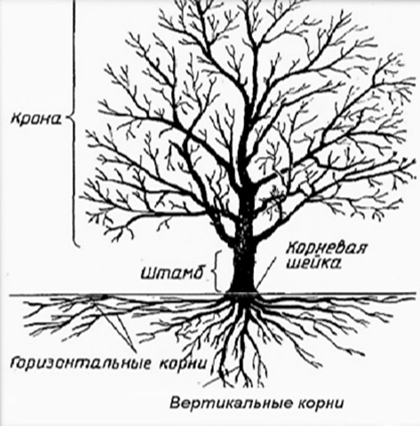 Крона
Корневая
шейка
Штамб
Горизонтальные корни
Вертикальные корни